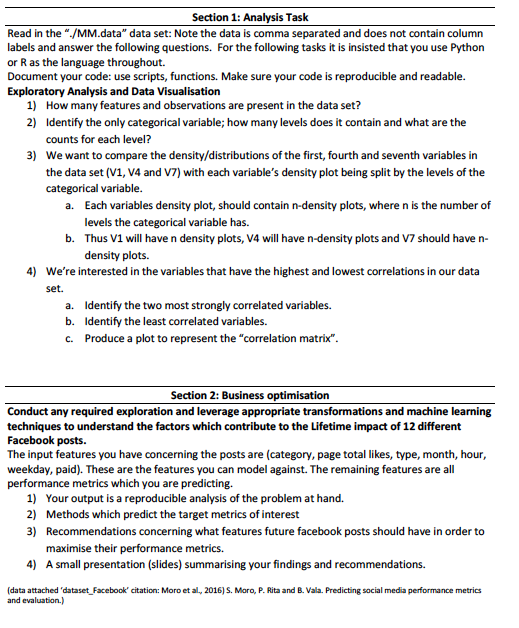 Section 1: Analysis Task
Read in the "./MM.data" data set: Note the data is comma separated and does not contain column
labels and answer the following questions.  For the following tasks it is insisted that you use Python
or R as the language throughout.
Document your code: use scripts, functions. Make sure your code is reproducible and readable.
Exploratory Analysis and Data Visualisation
1) How many features and observations are present in the data set?
2) Identify the only categorical variable; how many levels does it contain and what are the
counts for each level?
3) We want to compare the density/distributions of the first, fourth and seventh variables in
the data set (V1, V4 and V7) with each variable's density plot being split by the levels of the
categorical variable.
a. Each variables density plot, should contain n-density plots, where n is the number of
levels the categorical variable has.
b. Thus V1 will have n density plots, V4 will have n-density plots and V7 should have n-
density plots.
4) We're interested in the variables that have the highest and lowest correlations in our data
set.
a. Identify the two most strongly correlated variables.
b. Identify the least correlated variables.
c. Produce a plot to represent the "correlation matrix".
Section 2: Business optimisation
Conduct any required exploration and leverage appropriate transformations and machine learning
techniques to understand the factors which contribute to the Lifetime impact of 12 different
Facebook posts.
The input features you have concerning the posts are (category, page total likes, type, month, hour,
weekday, paid). These are the features you can model against. The remaining features are all
performance metrics which you are predicting.
1) Your output is a reproducible analysis of the problem at hand.
2) Methods which predict the target metrics of interest
3) Recommendations concerning what features future facebook posts should have in order to
maximise their performance metrics.
4) A small presentation (slides) summarising your findings and recommendations.
(data attached 'dataset_Facebook' citation: Moro et al., 2016) S. Moro, P. Rita and B. Vala. Predicting social media performance metrics
and evaluation.)